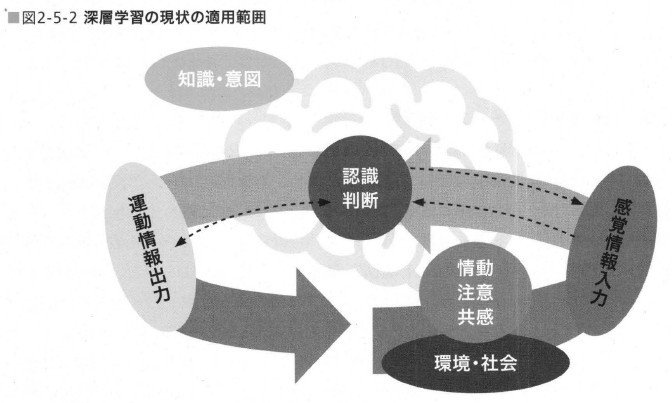 ■図2-5-2 深層学習の現状の適用範囲
知識・意図
認識
判断
運動情報出力
感覚情報入力
情動
注意
共感
環境・社会